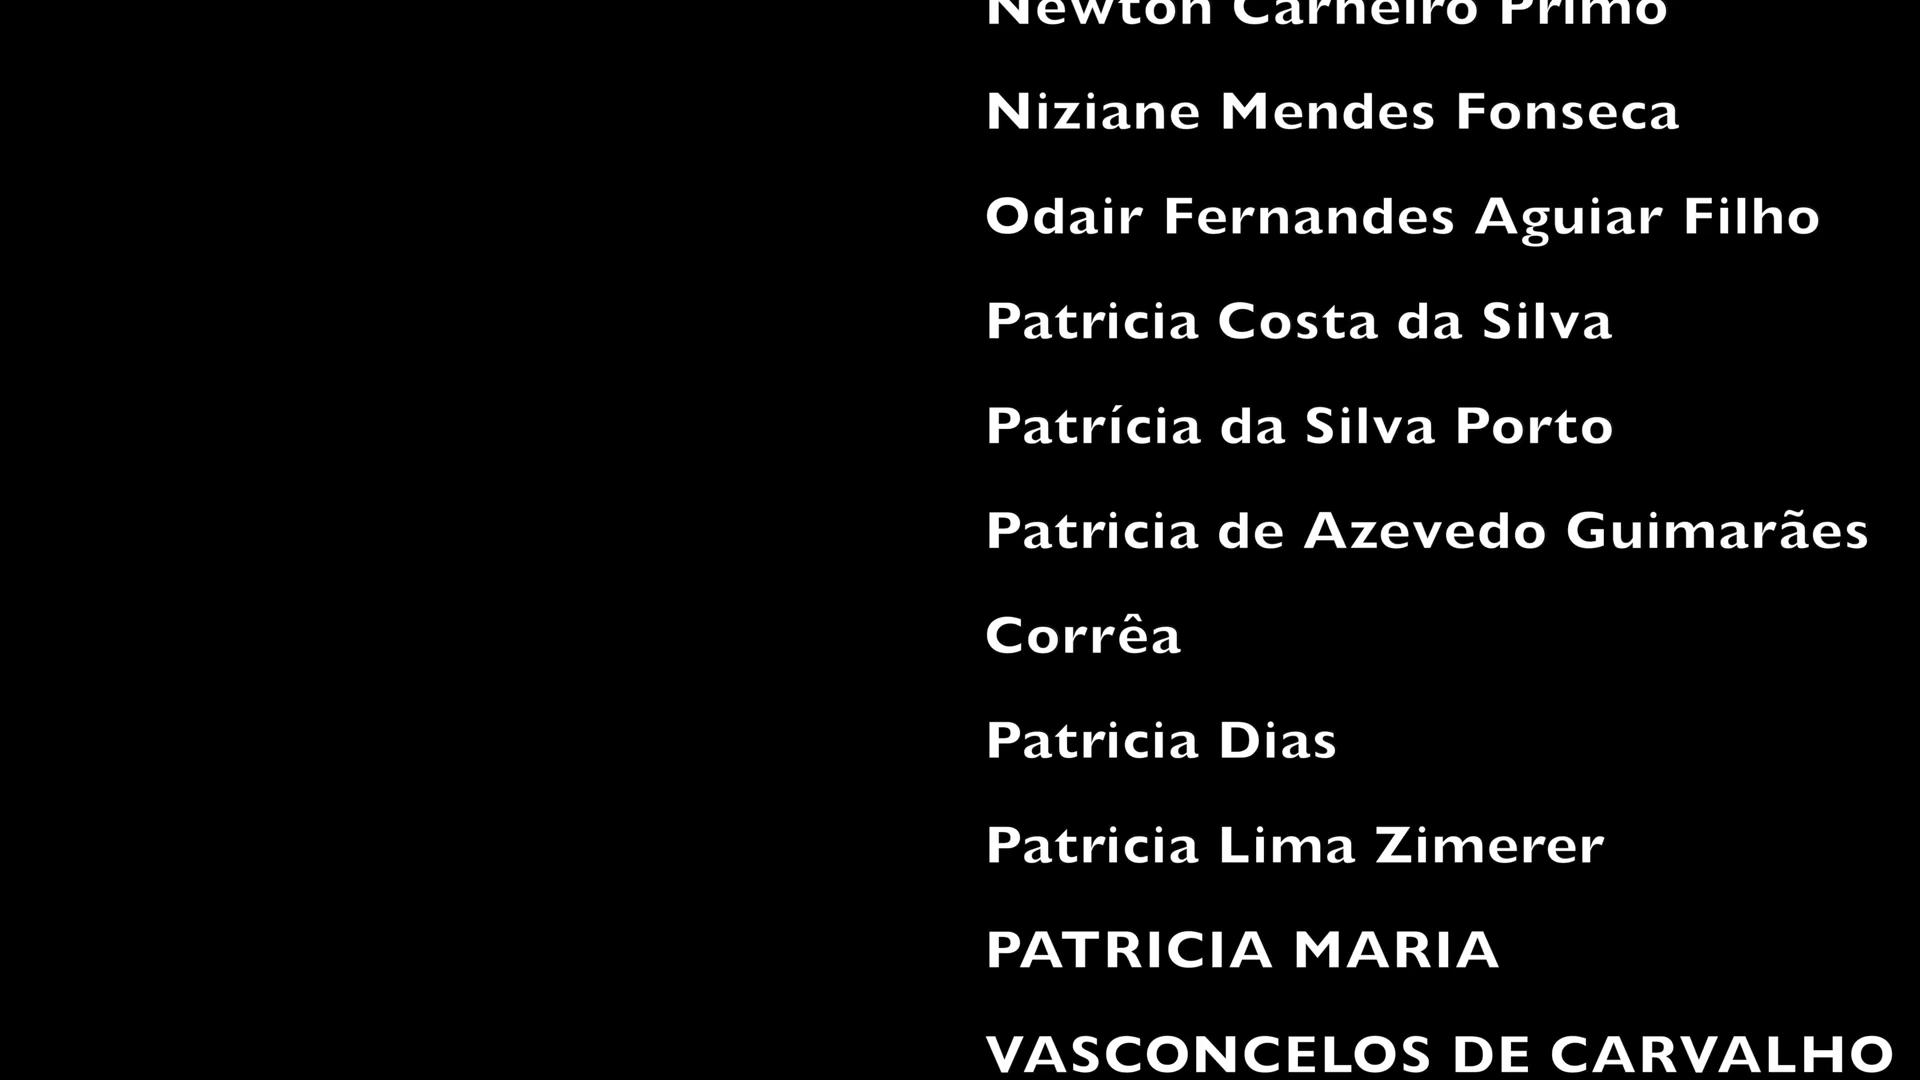 Newton Carneiro Primo
Niziane Mendes Fonseca
Odair Fernandes Aguiar Filho
Patricia Costa da Silva
Patrícia da Silva Porto
Patricia de Azevedo Guimarães
Corrêa
Patricia Dias
Patricia Lima Zimerer
PATRICIA MARIA
VASCONCELOS DE CARVALHO